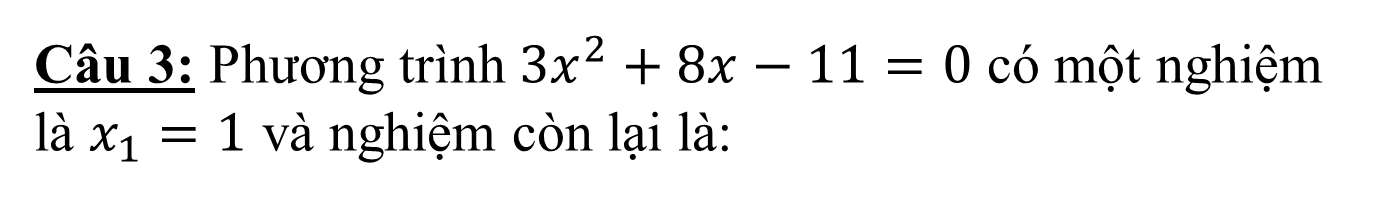 Câu 3: Phương trình 3x² + 8x − 11 = 0 có một nghiệm
là x₁ = 1 và nghiệm còn lại là: